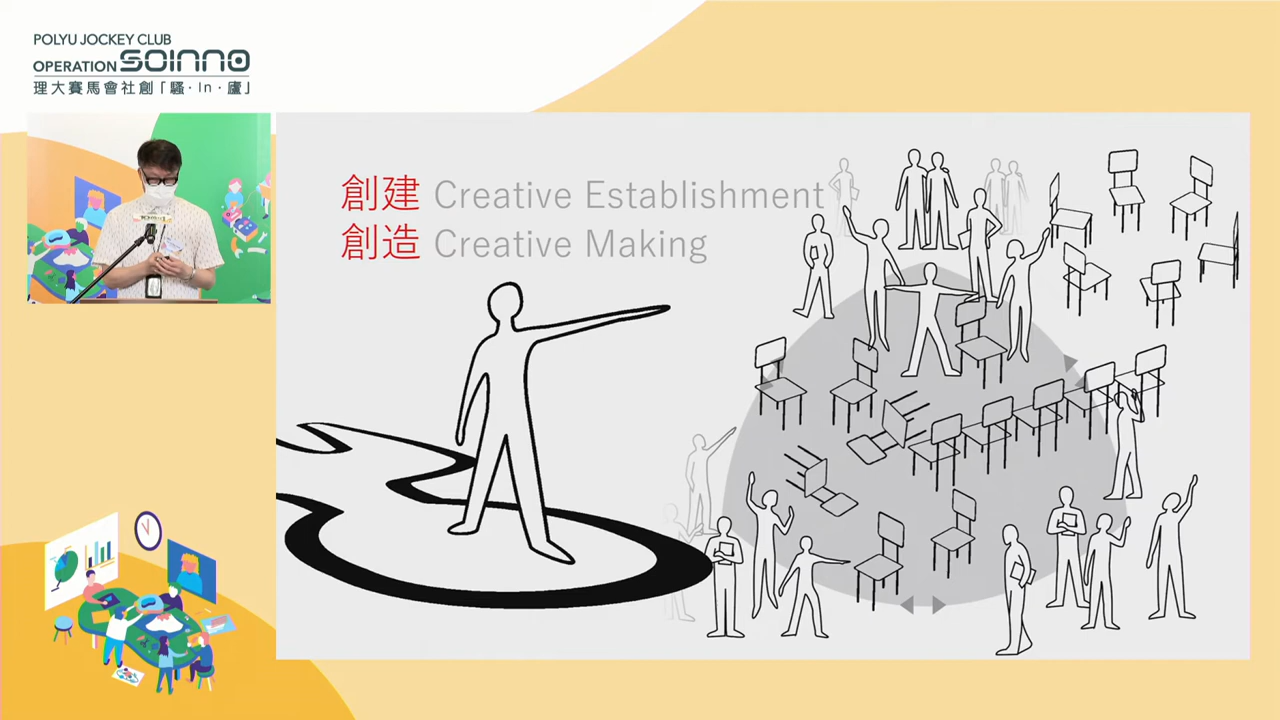 POLYU JOCKEY CLUB
OPERATION SOINNO
理大賽馬會社創「騷·In·廬」
創建 Creative Establishment
創造 Creative Making